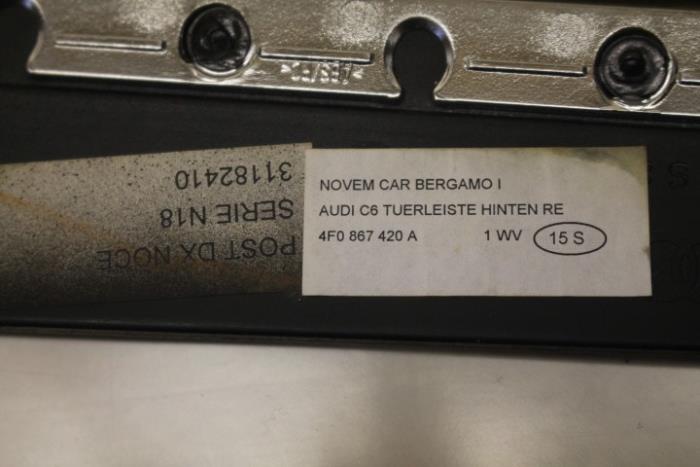 NOVEM CAR BERGAMO I
AUDI C6 TUERLEISTE HINTEN RE
4F0 867 420 A 1 WV 15 S
POST DX NOCE
SERIE N18
31182410